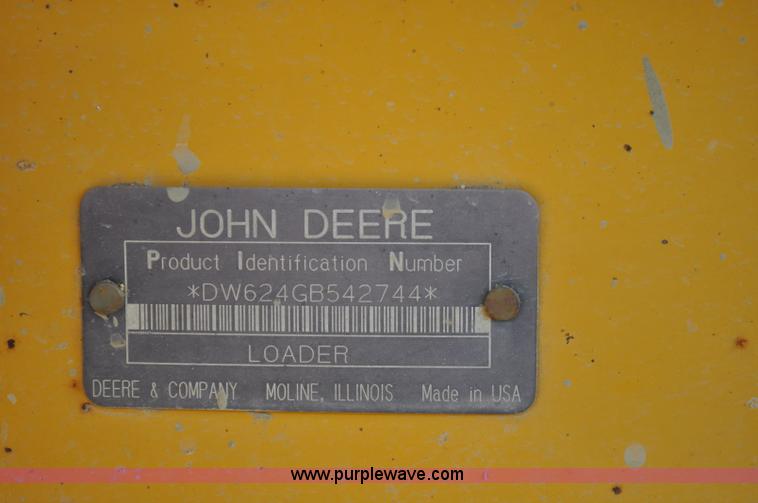 JOHN DEERE
Product Identification Number
*DW624GB542744*
LOADER
DEERE & COMPANY MOLINE, ILLINOIS Made in USA
www.purplewave.com